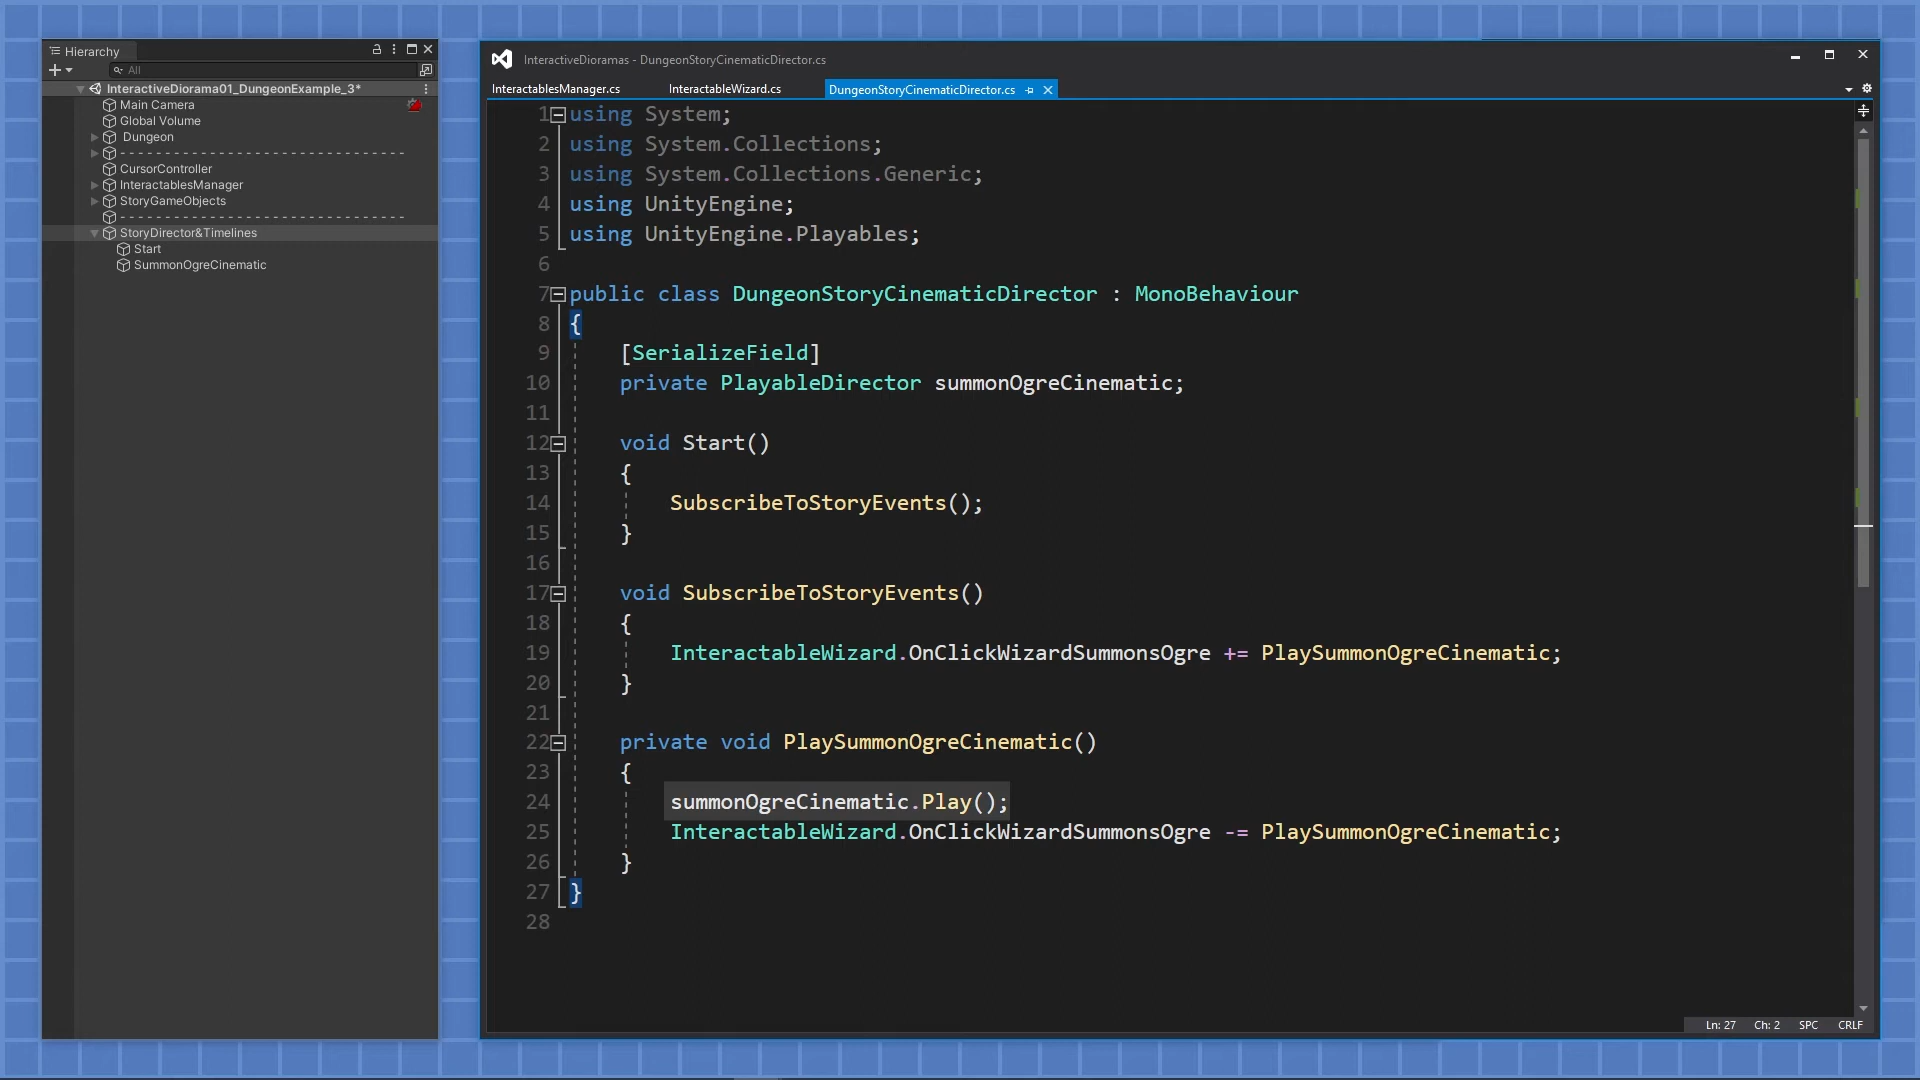 Hierarchy
All
InteractiveDiorama01_DungeonExample_3*
Main Camera
Global Volume
Dungeon
--------------------------------
CursorController
InteractablesManager
StoryGameObjects
--------------------------------
StoryDirector&Timelines
Start
SummonOgreCinematic
InteractiveDioramas - DungeonStoryCinematicDirector.cs
InteractablesManager.cs InteractableWizard.cs DungeonStoryCinematicDirector.cs
1 using System;
2 using System.Collections;
3 using System.Collections.Generic;
4 using UnityEngine;
5 using UnityEngine.Playables;
6
7 public class DungeonStoryCinematicDirector : MonoBehaviour
8 {
9 [SerializeField]
10 private PlayableDirector summonOgreCinematic;
11
12 void Start()
13 {
14 SubscribeToStoryEvents();
15 }
16
17 void SubscribeToStoryEvents()
18 {
19 InteractableWizard.OnClickWizardSummonsOgre += PlaySummonOgreCinematic;
20 }
21
22 private void PlaySummonOgreCinematic()
23 {
24 summonOgreCinematic.Play();
25 InteractableWizard.OnClickWizardSummonsOgre -= PlaySummonOgreCinematic;
26 }
27 }
28
Ln: 27 Ch: 2 SPC CRLF